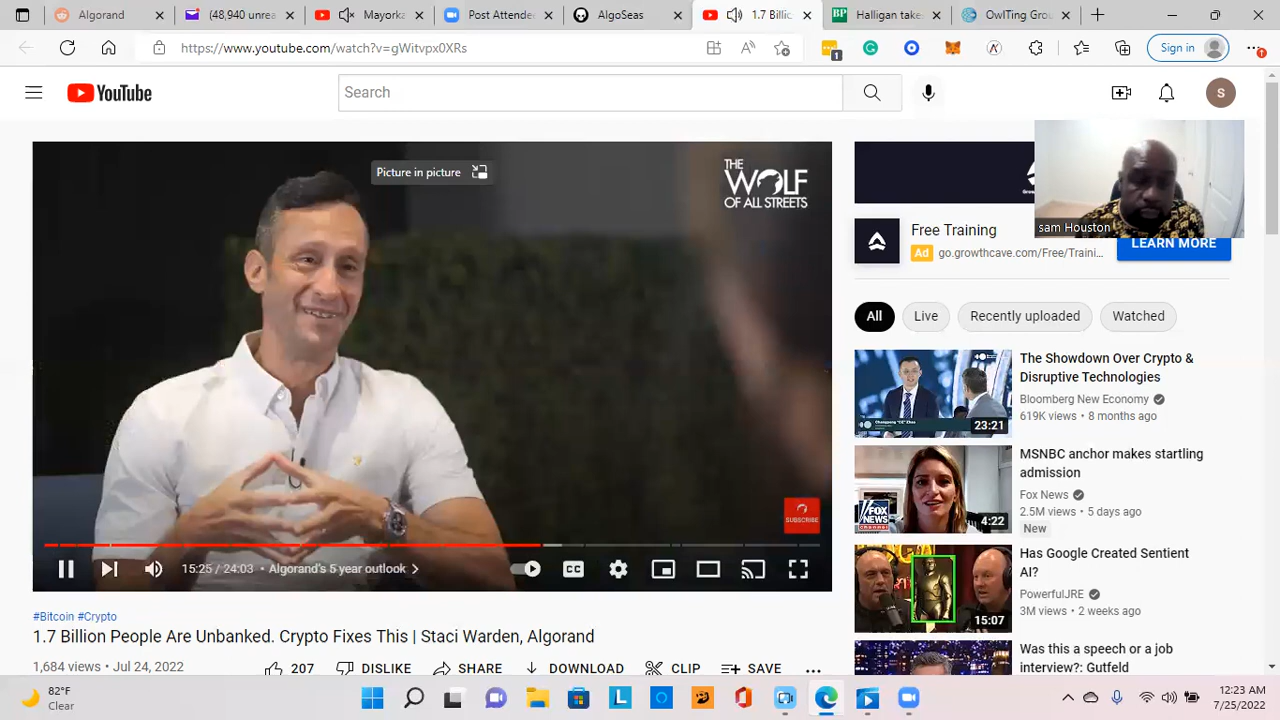 Algorand
(48,940 unrea
Mayorka
Post Attende
AlgoSeas
1.7 Billic
Halligan take
OwlTing Grou
https://www.youtube.com/watch?v=gWitvpx0XRs
1
Sign in
YouTube
Search
S
Picture in picture
THE
WOLF
OF ALL STREETS
SUBSCRIBE
15:25 / 24:03 • Algorand's 5 year outlook
CC
#Bitcoin #Crypto
1.7 Billion People Are Unbanked. Crypto Fixes This | Staci Warden, Algorand
1,684 views • Jul 24, 2022
207
DISLIKE
SHARE
DOWNLOAD
CLIP
SAVE
sam Houston
Free Training
Ad go.growthcave.com/Free/Traini...
LEARN MORE
All
Live
Recently uploaded
Watched
The Showdown Over Crypto &
Disruptive Technologies
Bloomberg New Economy
619K views • 8 months ago
23:21
MSNBC anchor makes startling
admission
Fox News
2.5M views • 5 days ago
New
FOX
NEWS
channel
4:22
Has Google Created Sentient
AI?
PowerfulJRE
3M views • 2 weeks ago
15:07
Was this a speech or a job
interview?: Gutfeld
82°F
Clear
12:23 AM
7/25/2022